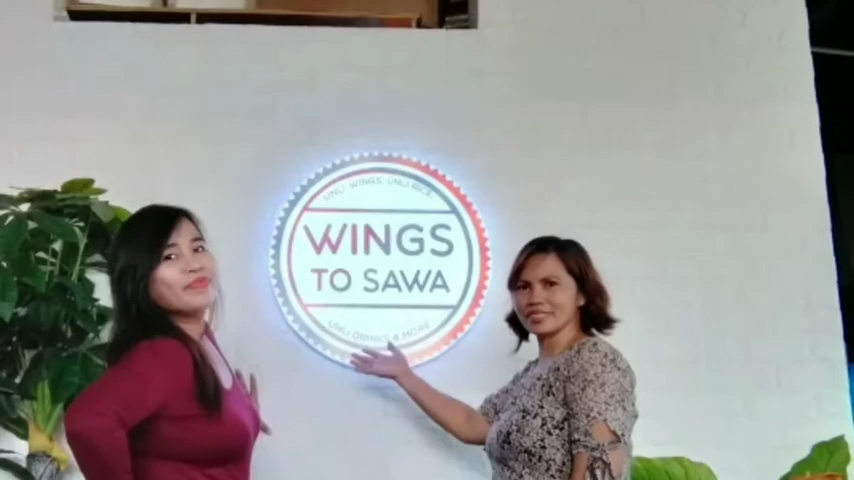 UNLI WINGS UNLI RICE
WINGS
TO SAWA
UNLI DRINKS & MORE